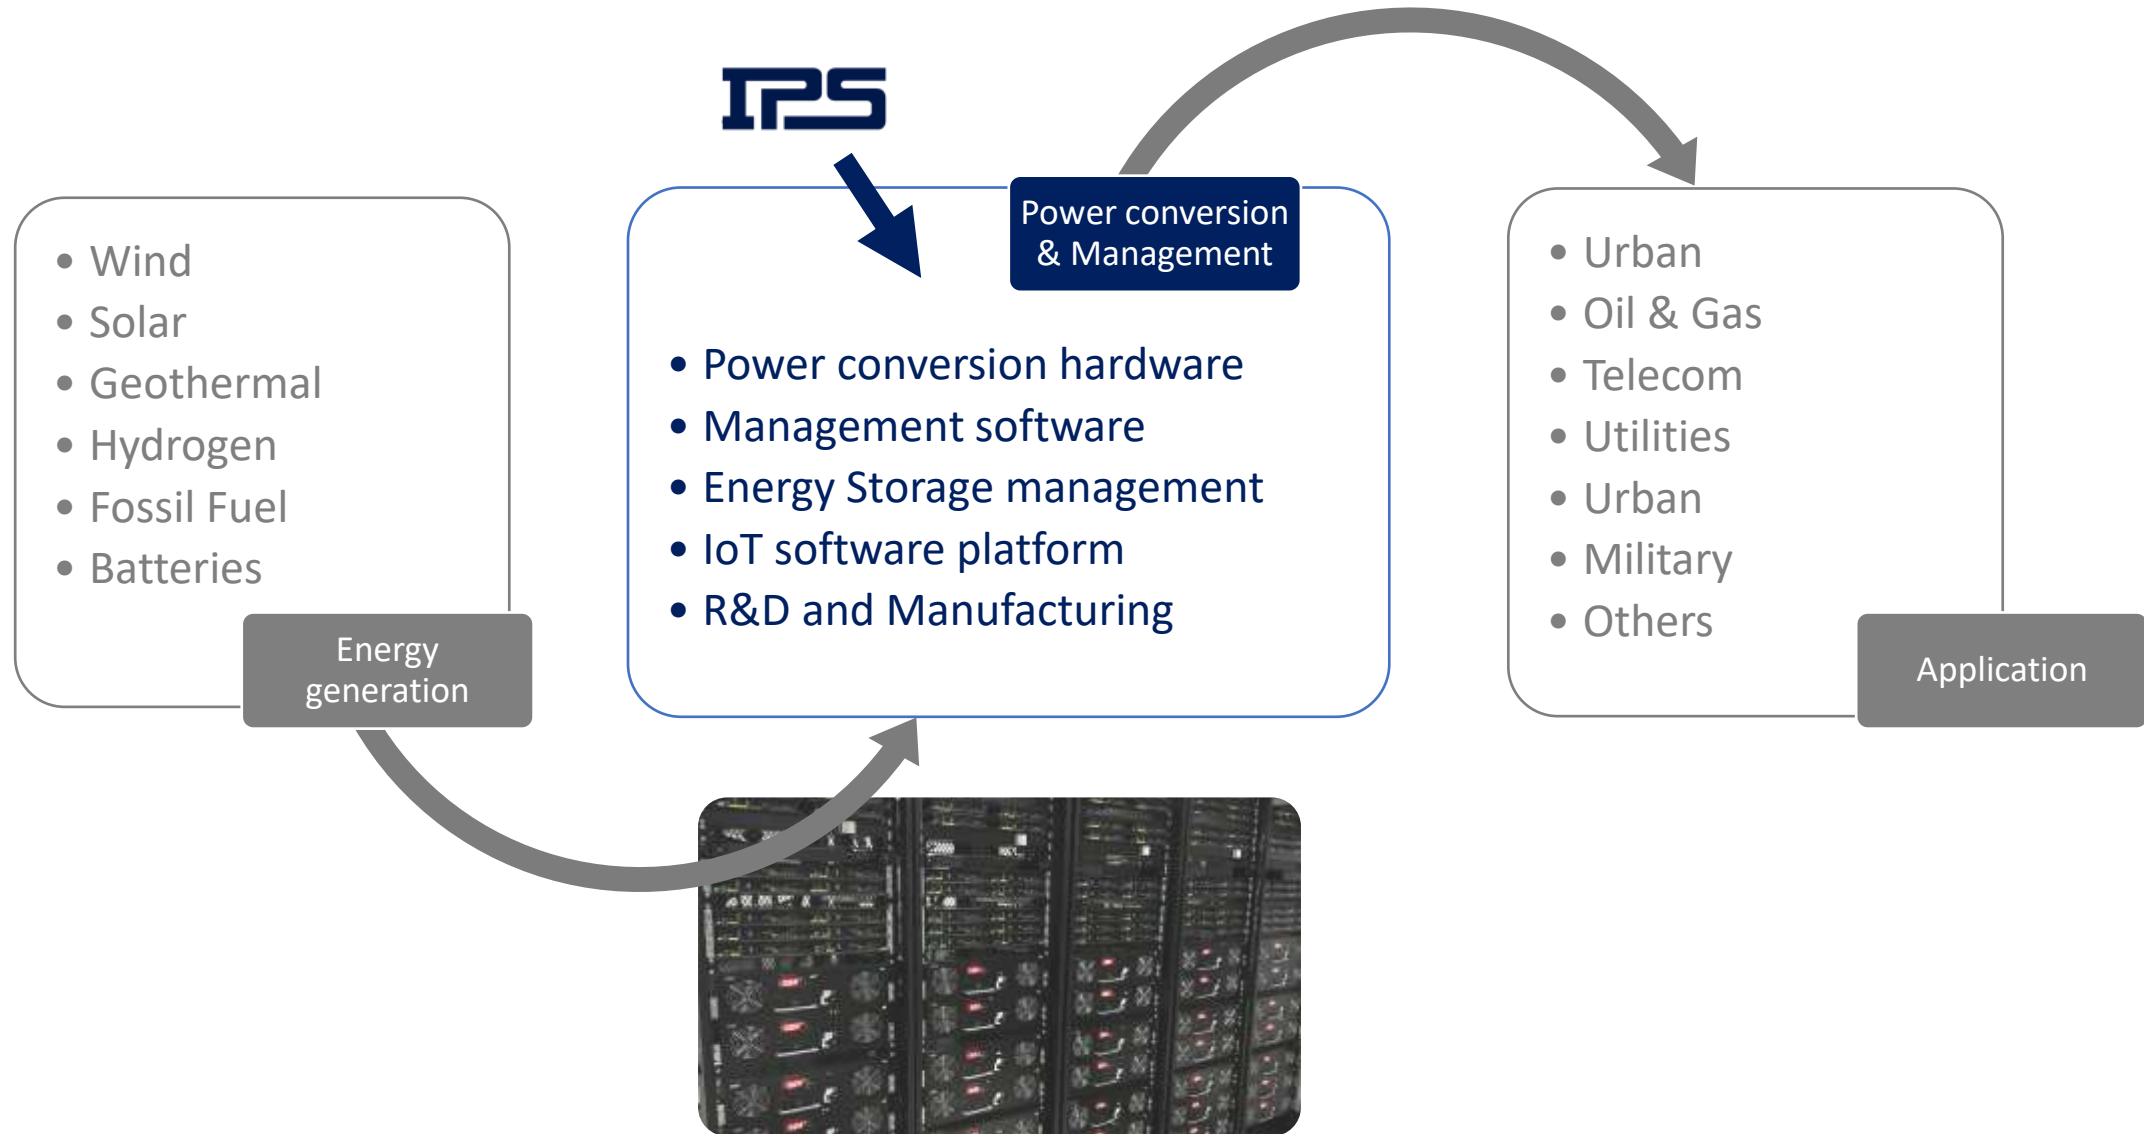 IPS
• Wind
• Solar
• Geothermal
• Hydrogen
• Fossil Fuel
• Batteries
Energy
generation
Power conversion
& Management
• Power conversion hardware
• Management software
• Energy Storage management
• IoT software platform
• R&D and Manufacturing
• Urban
• Oil & Gas
• Telecom
• Utilities
• Urban
• Military
• Others
Application